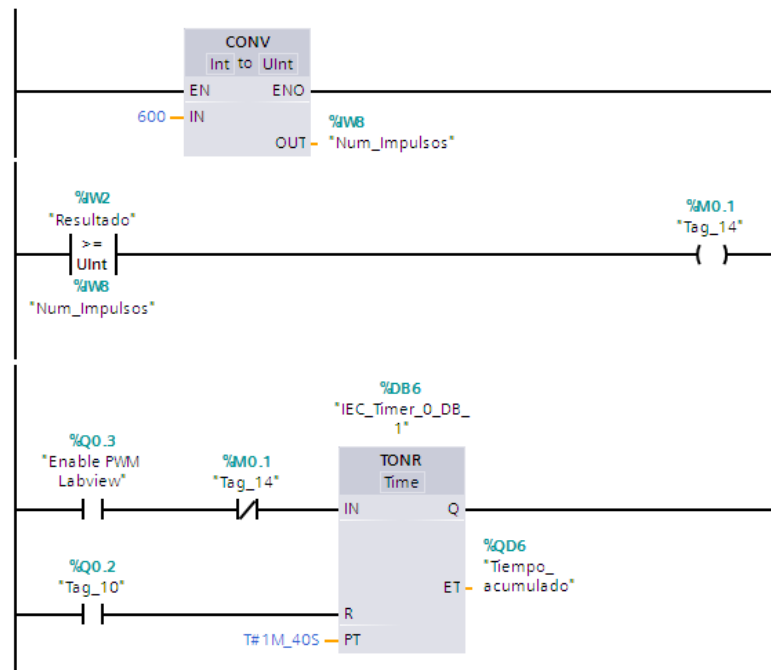 CONV
Int to UInt
EN ENO
600 IN
%IW8
OUT "Num_Impulsos"
%IW2
"Resultado"
>=
UInt
%IW8
"Num_Impulsos"
%M0.1
"Tag_14"
( )
%DB6
"IEC_Timer_0_DB_
1"
%Q0.3
"Enable PWM
Labview"
%M0.1
"Tag_14"
TONR
Time
IN Q
%QD6
"Tiempo_
ET acumulado"
%Q0.2
"Tag_10"
R
T#1M_40S PT